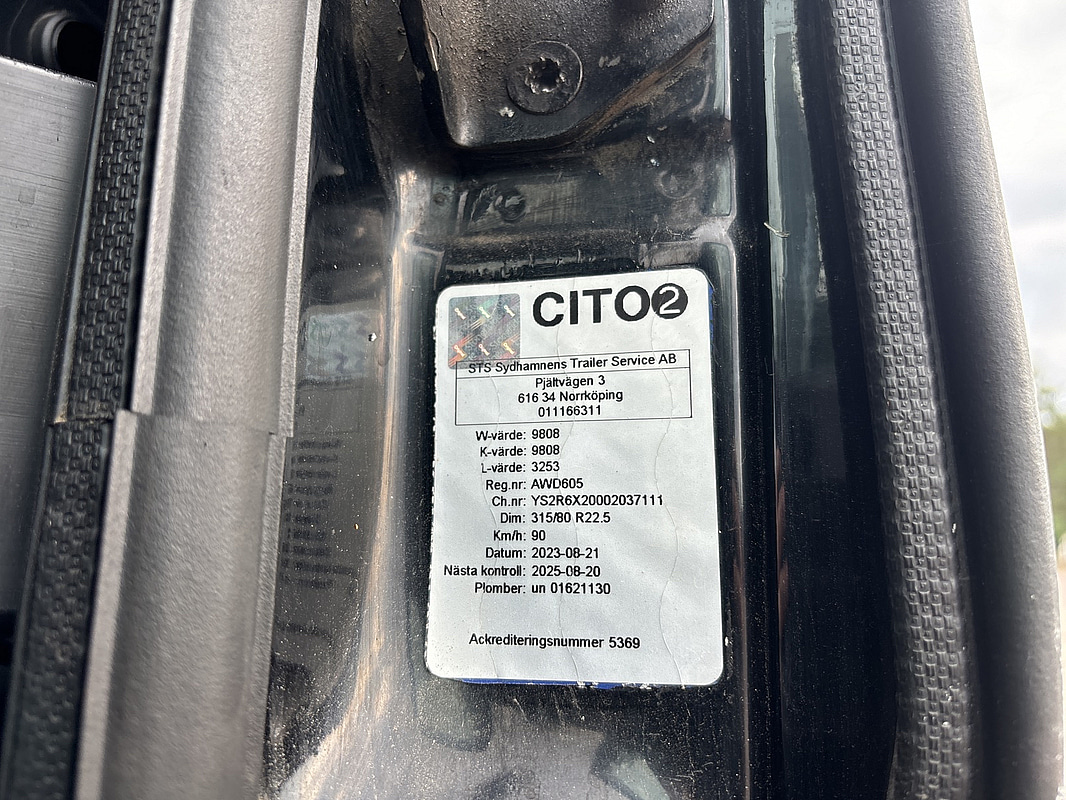 CITO2
STS Sydhamnens Trailer Service AB
Pjältvägen 3
616 34 Norrköping
011166311
W-värde: 9808
K-värde: 9808
L-värde: 3253
Reg.nr: AWD605
Ch.nr: YS2R6X20002037111
Dim: 315/80 R22.5
Km/h: 90
Datum: 2023-08-21
Nästa kontroll: 2025-08-20
Plomber: un 01621130
Ackrediteringsnummer 5369